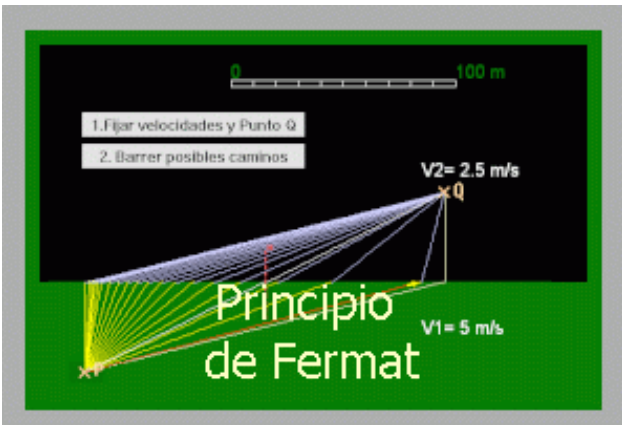 0 100 m
1.Fijar velocidades y Punto Q
2. Barrer posibles caminos
V2= 2.5 m/s
Q
Principio
V1= 5 m/s
de Fermat
P